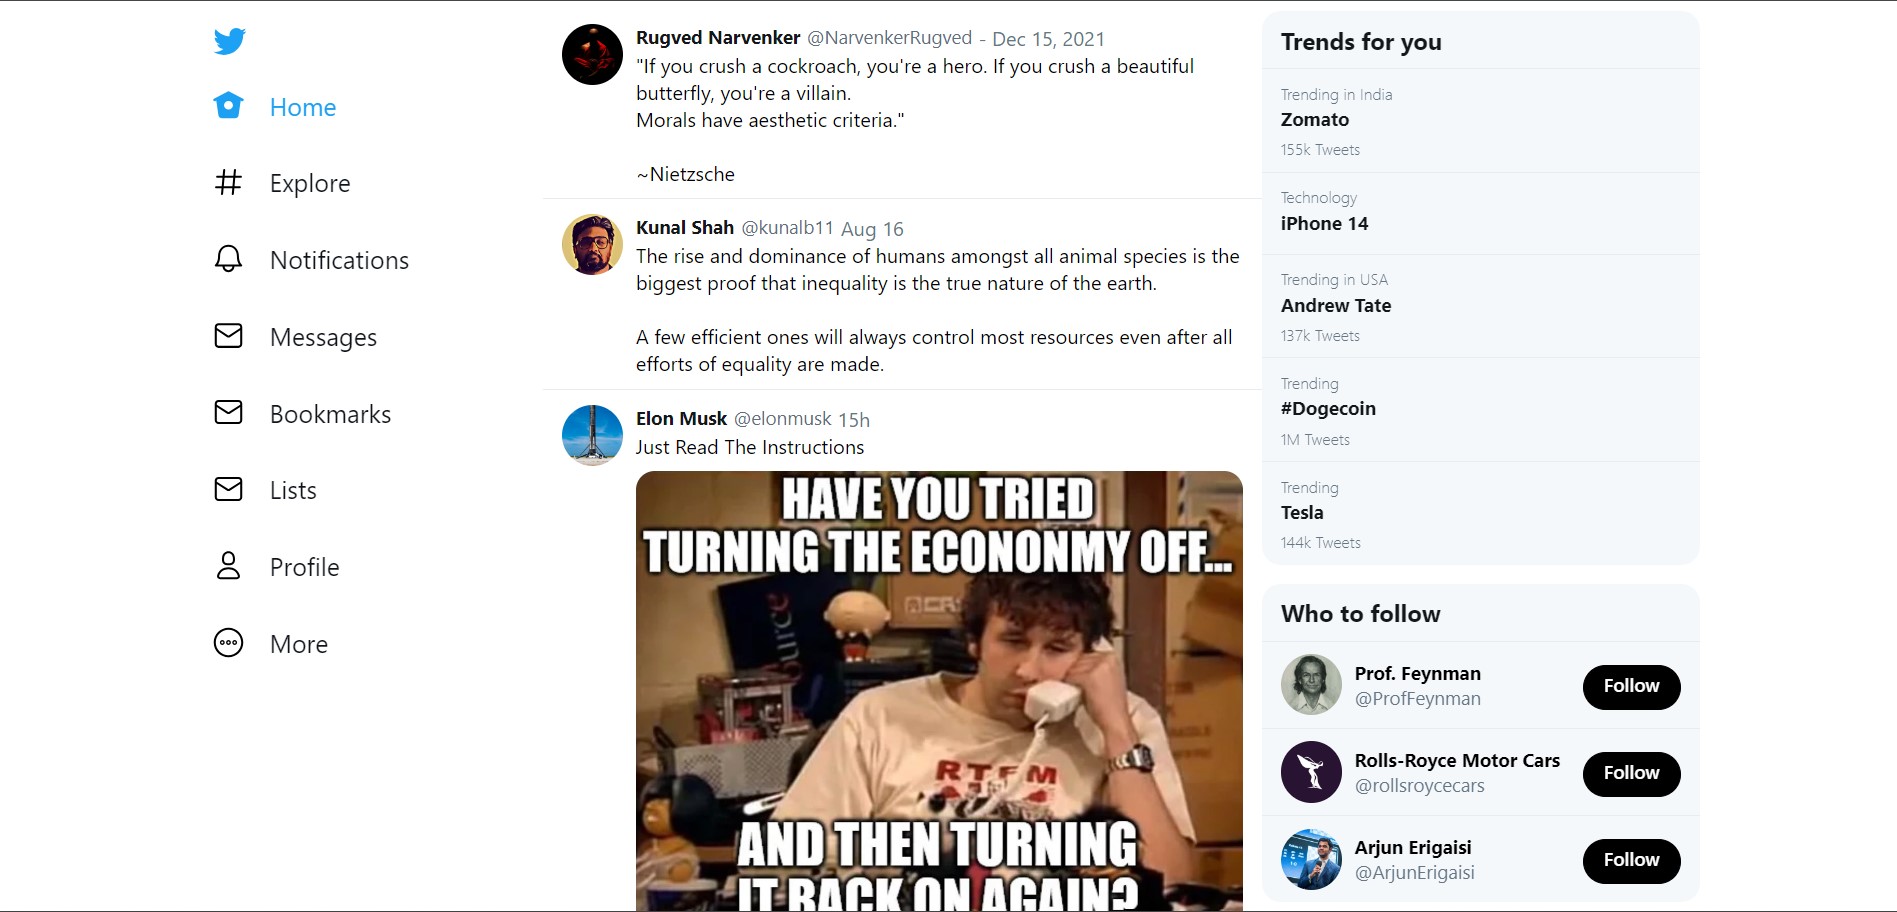 Home
Explore
Notifications
Messages
Bookmarks
Lists
Profile
More
Rugved Narvenker @NarvenkerRugved - Dec 15, 2021
"If you crush a cockroach, you're a hero. If you crush a beautiful
butterfly, you're a villain.
Morals have aesthetic criteria."
~Nietzsche
Kunal Shah @kunalb11 Aug 16
The rise and dominance of humans amongst all animal species is the
biggest proof that inequality is the true nature of the earth.
A few efficient ones will always control most resources even after all
efforts of equality are made.
Elon Musk @elonmusk 15h
Just Read The Instructions
HAVE YOU TRIED
TURNING THE ECONONMY OFF...
ource
RTFM
AND THEN TURNING
IT BACK ON AGAIN?
Trends for you
Trending in India
Zomato
155k Tweets
Technology
iPhone 14
Trending in USA
Andrew Tate
137k Tweets
Trending
#Dogecoin
1M Tweets
Trending
Tesla
144k Tweets
Who to follow
Prof. Feynman
@ProfFeynman
Follow
Rolls-Royce Motor Cars
@rollsroycecars
Follow
Arjun Erigaisi
@ArjunErigaisi
Follow